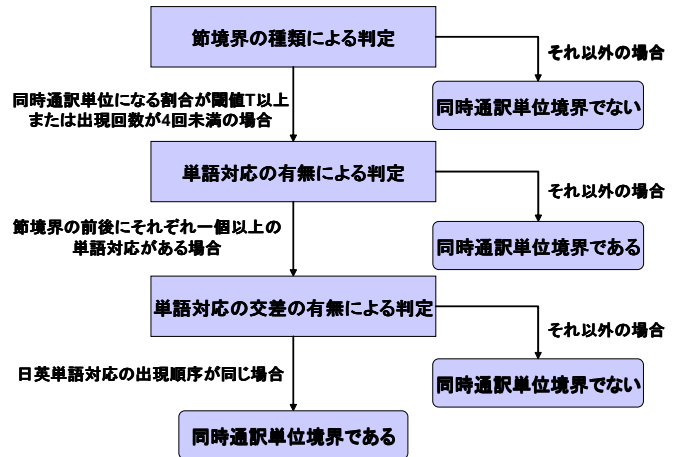 節境界の種類による判定
それ以外の場合
同時通訳単位境界でない
同時通訳単位になる割合が閾値T以上
または出現回数が4回未満の場合
単語対応の有無による判定
それ以外の場合
同時通訳単位境界である
節境界の前後にそれぞれ一個以上の
単語対応がある場合
単語対応の交差の有無による判定
それ以外の場合
同時通訳単位境界でない
日英単語対応の出現順序が同じ場合
同時通訳単位境界である